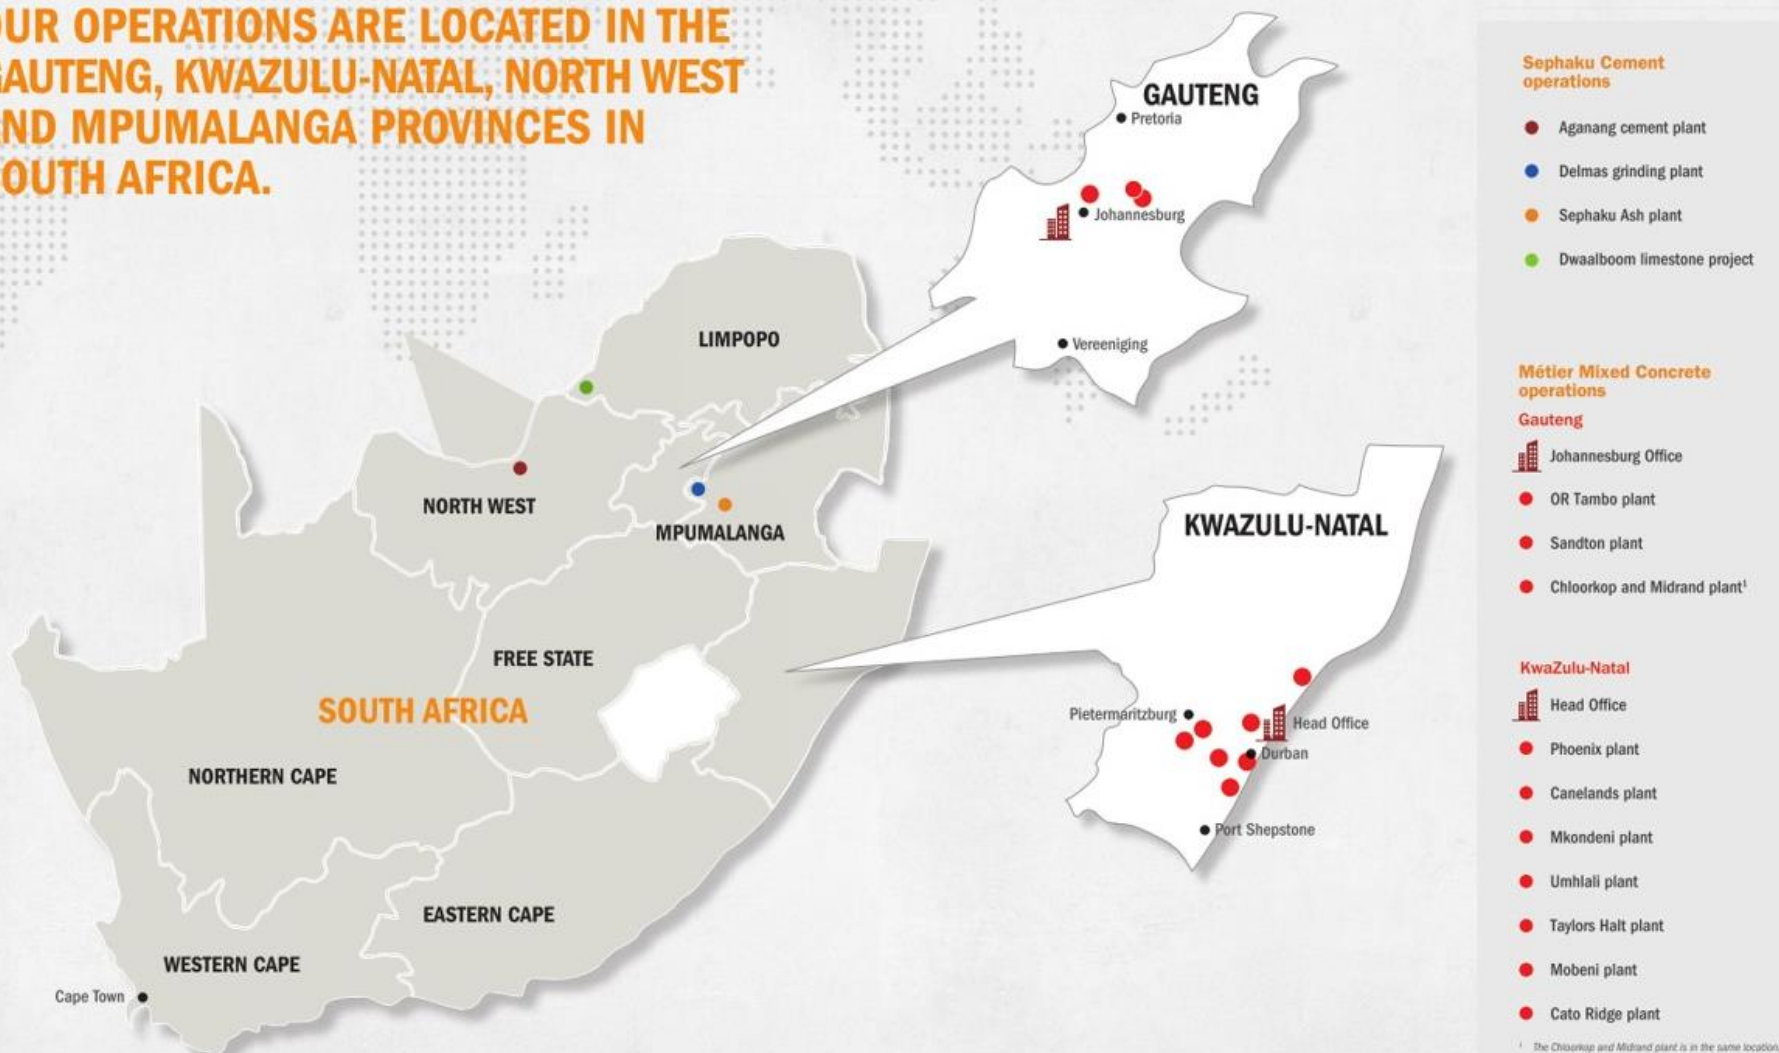 UR OPERATIONS ARE LOCATED IN THE
AUTENG, KWAZULU-NATAL, NORTH WEST
ND MPUMALANGA PROVINCES IN
OUTH AFRICA.
GAUTENG
Pretoria
Johannesburg
Vereeniging
LIMPOPO
NORTH WEST
MPUMALANGA
FREE STATE
SOUTH AFRICA
NORTHERN CAPE
EASTERN CAPE
WESTERN CAPE
Cape Town
KWAZULU-NATAL
Pietermaritzburg
Head Office
Durban
Port Shepstone
Sephaku Cement
operations
Aganang cement plant
Delmas grinding plant
Sephaku Ash plant
Dwaalboom limestone project
Métier Mixed Concrete
operations
Gauteng
Johannesburg Office
OR Tambo plant
Sandton plant
Chloorkop and Midrand plant¹
KwaZulu-Natal
Head Office
Phoenix plant
Canelands plant
Mkondeni plant
Umhlali plant
Taylors Halt plant
Mobeni plant
Cato Ridge plant
¹ The Chloorkop and Midrand plant is in the same location.